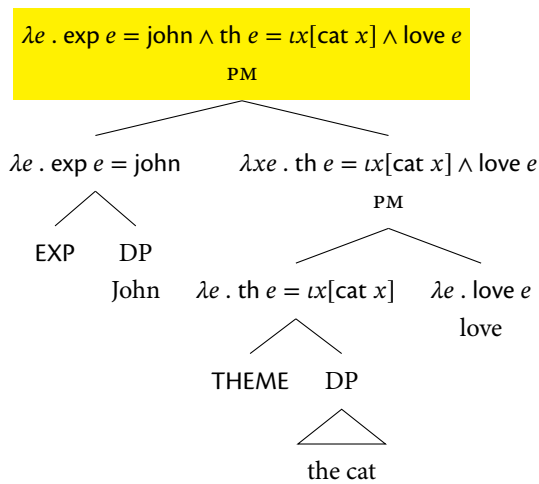 λe . exp e = john ∧ th e = ιx[cat x] ∧ love e
PM
λe . exp e = john
λxe . th e = ιx[cat x] ∧ love e
PM
EXP DP
John
λe . th e = ιx[cat x]
λe . love e
love
THEME DP
the cat